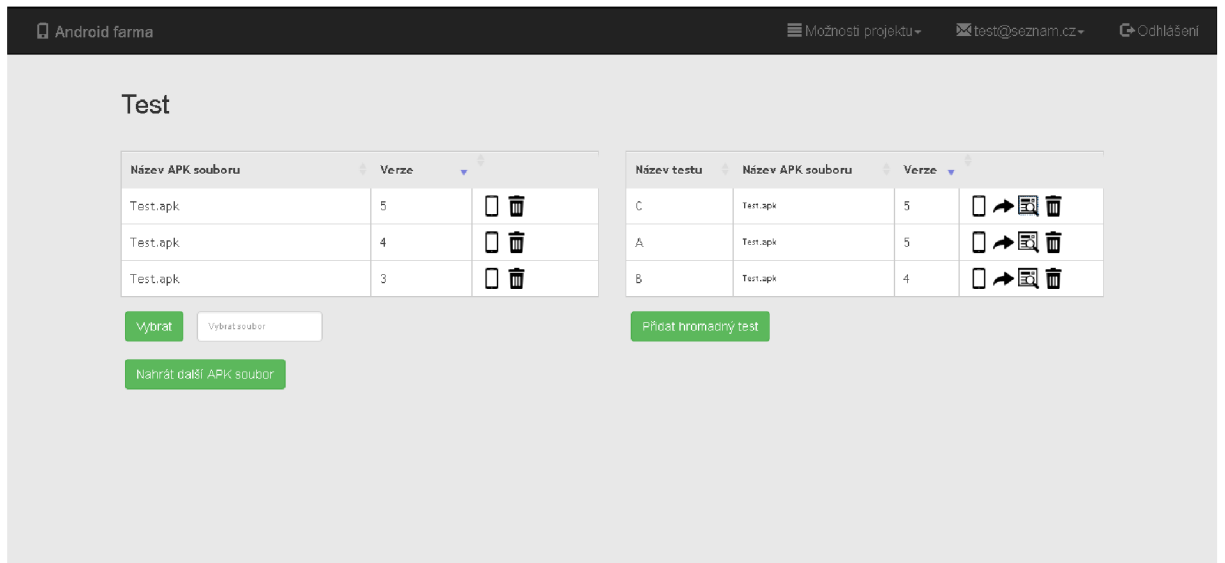 Android farma
Možnosti projektu
test@seznam.cz
Odhlášení
Test
Název APK souboru Verze
Test.apk 5
Test.apk 4
Test.apk 3
Vybrat Vybrat soubor
Nahrát další APK soubor
Název testu Název APK souboru Verze
C Test.apk 5
A Test.apk 5
B Test.apk 4
Přidat hromadný test